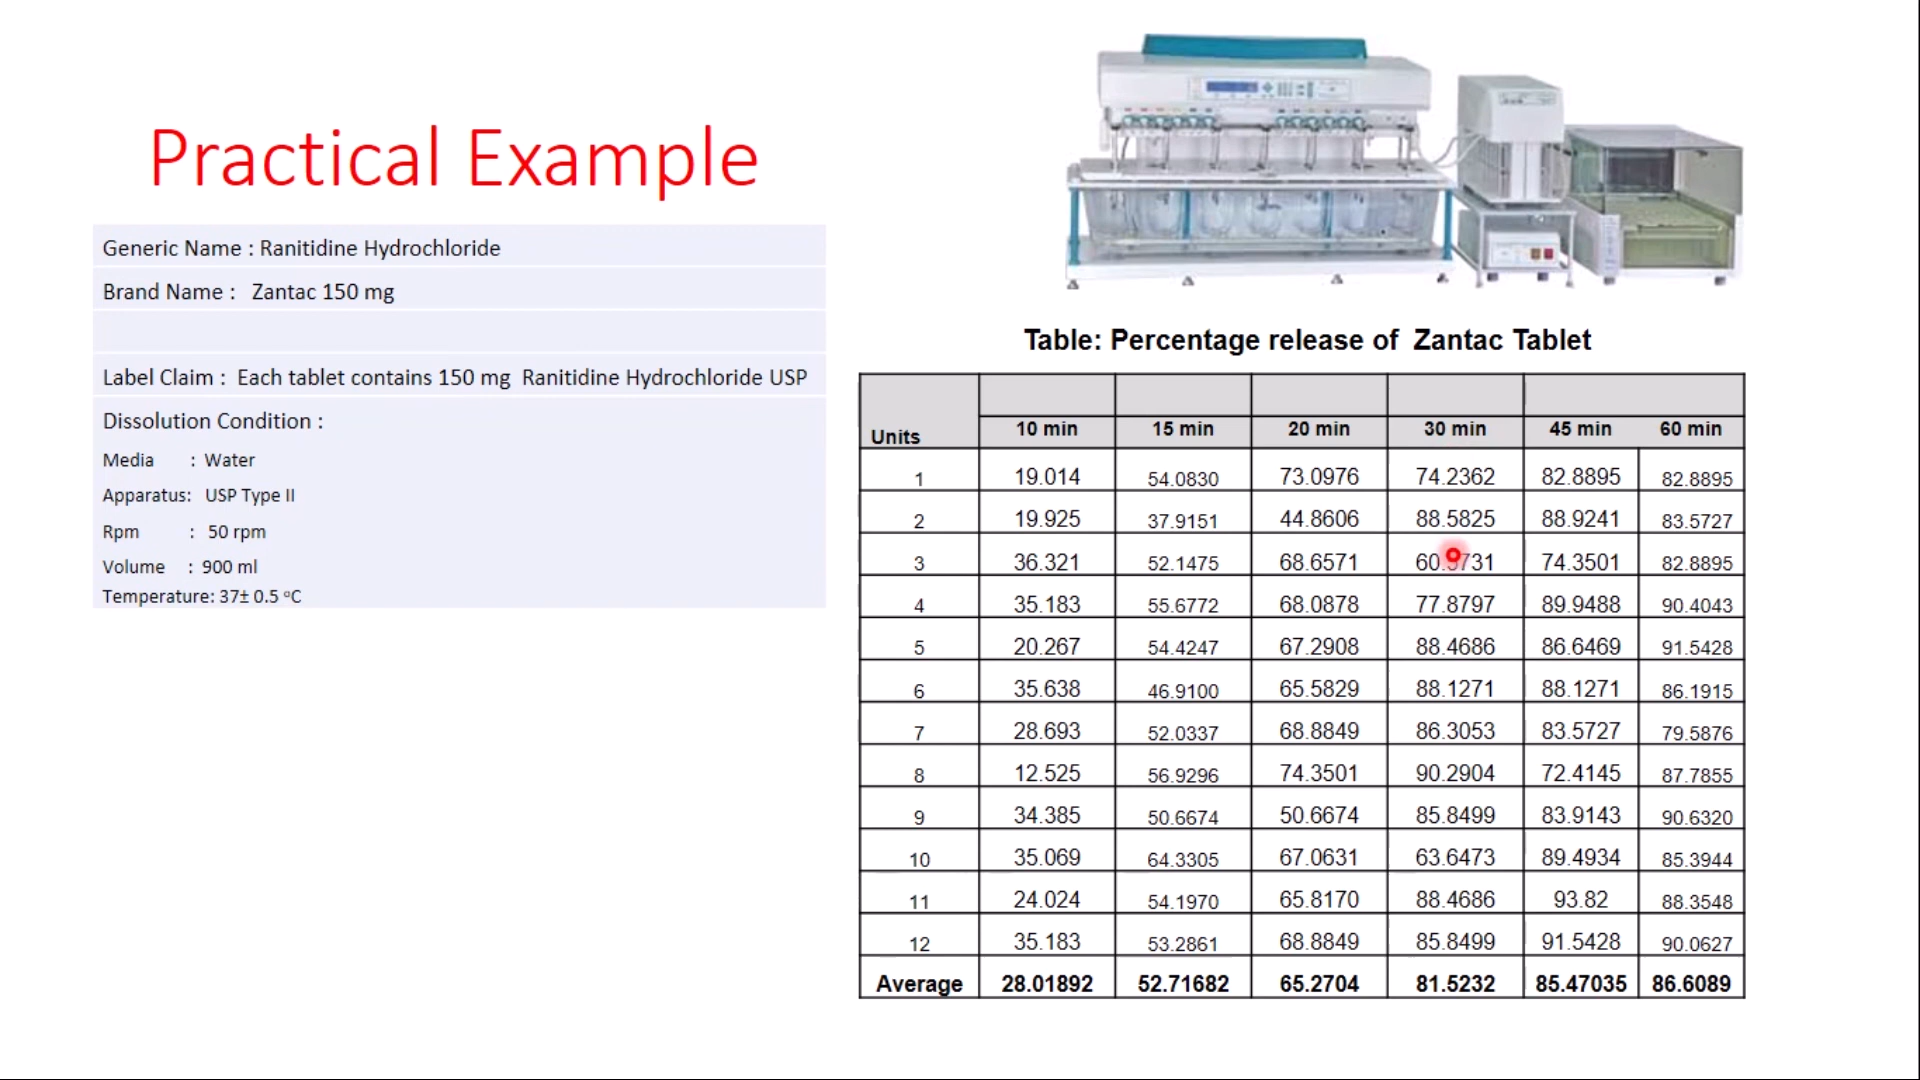 Practical Example
Generic Name : Ranitidine Hydrochloride
Brand Name : Zantac 150 mg
Label Claim : Each tablet contains 150 mg Ranitidine Hydrochloride USP
Dissolution Condition :
Media : Water
Apparatus: USP Type II
Rpm : 50 rpm
Volume : 900 ml
Temperature: 37± 0.5 ᵒC
Table: Percentage release of Zantac Tablet
Units 10 min 15 min 20 min 30 min 45 min 60 min
1 19.014 54.0830 73.0976 74.2362 82.8895 82.8895
2 19.925 37.9151 44.8606 88.5825 88.9241 83.5727
3 36.321 52.1475 68.6571 74.3501 82.8895
4 35.183 55.6772 68.0878 77.8797 89.9488 90.4043
5 20.267 54.4247 67.2908 88.4686 86.6469 91.5428
6 35.638 46.9100 65.5829 88.1271 88.1271 86.1915
7 28.693 52.0337 68.8849 86.3053 83.5727 79.5876
8 12.525 56.9296 74.3501 90.2904 72.4145 87.7855
9 34.385 50.6674 50.6674 85.8499 83.9143 90.6320
10 35.069 64.3305 67.0631 63.6473 89.4934 85.3944
11 24.024 54.1970 65.8170 88.4686 93.82 88.3548
12 35.183 53.2861 68.8849 85.8499 91.5428 90.0627
Average 28.01892 52.71682 65.2704 81.5232 85.47035 86.6089